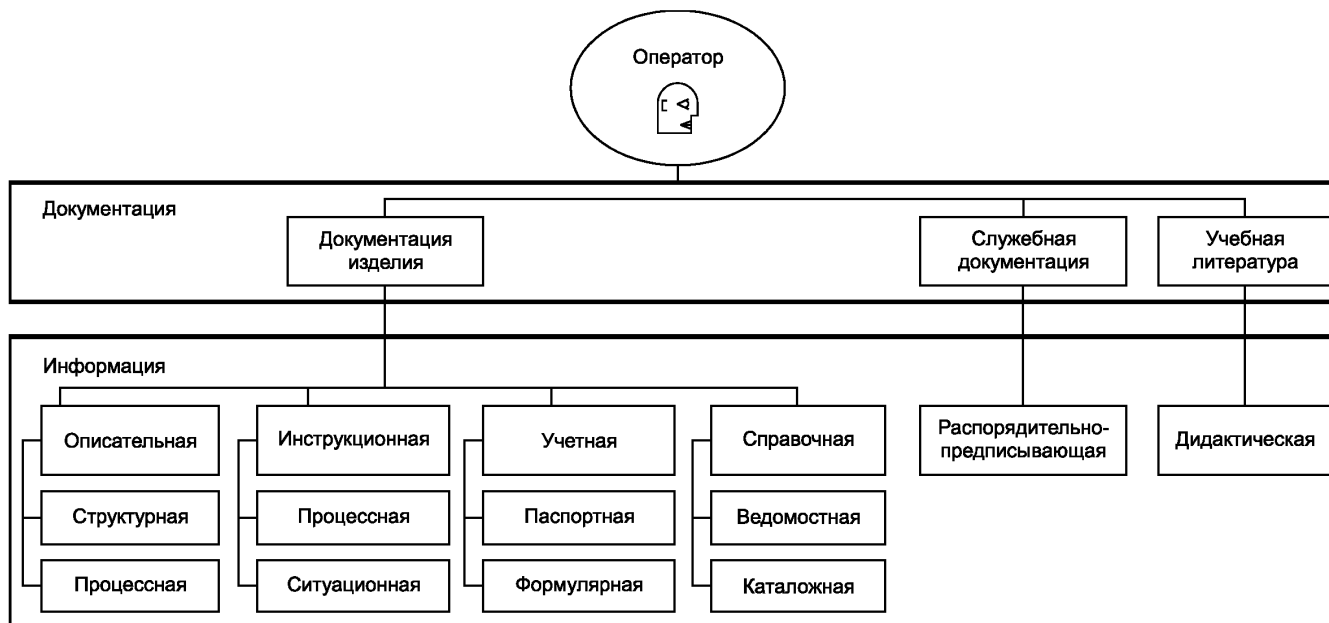 Оператор
Документация
Документация
изделия
Служебная
документация
Учебная
литература
Информация
Описательная
Инструкционная
Учетная
Справочная
Распорядительно-
предписывающая
Дидактическая
Структурная
Процессная
Паспортная
Ведомостная
Процессная
Ситуационная
Формулярная
Каталожная